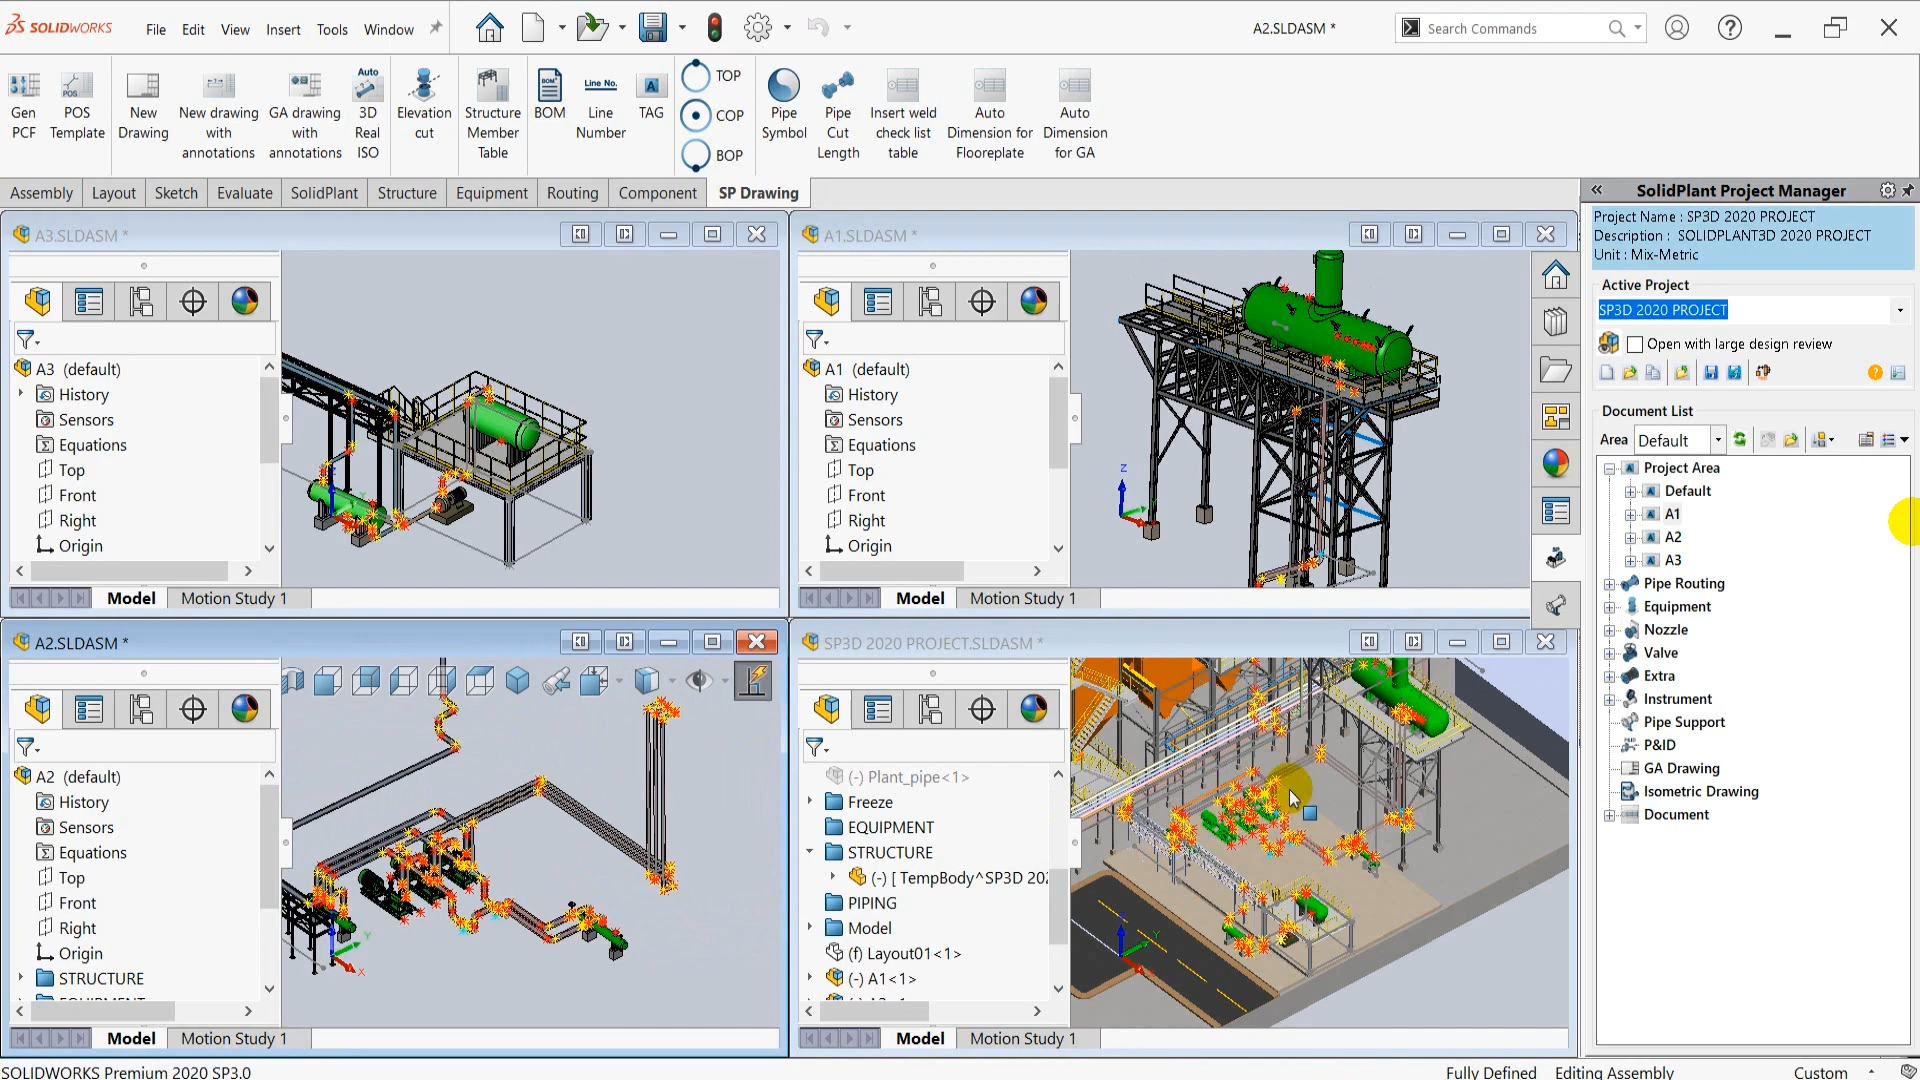 SOLIDWORKS File Edit View Insert Tools Window A2.SLDASM * Search Commands
Gen PCF
POS Template
New Drawing
New drawing with annotations
GA drawing with annotations
Auto 3D Real ISO
Elevation cut
Structure Member Table
BOM
Line No. Line Number
TAG
TOP
COP
BOP
Pipe Symbol
Pipe Cut Length
Insert weld check list table
Auto Dimension for Flooreplate
Auto Dimension for GA
Assembly Layout Sketch Evaluate SolidPlant Structure Equipment Routing Component SP Drawing
A3.SLDASM *
A3 (default)
History
Sensors
Equations
Top
Front
Right
Origin
Model Motion Study 1
A1.SLDASM *
A1 (default)
History
Sensors
Equations
Top
Front
Right
Origin
Model Motion Study 1
A2.SLDASM *
A2 (default)
History
Sensors
Equations
Top
Front
Right
Origin
STRUCTURE
Model Motion Study 1
SP3D 2020 PROJECT.SLDASM *
(-) Plant_pipe<1>
Freeze
EQUIPMENT
STRUCTURE
(-) [ TempBody^SP3D 202
PIPING
Model
(f) Layout01<1>
(-) A1<1>
Model Motion Study 1
SolidPlant Project Manager
Project Name : SP3D 2020 PROJECT
Description : SOLIDPLANT3D 2020 PROJECT
Unit : Mix-Metric
Active Project
SP3D 2020 PROJECT
Open with large design review
Document List
Area Default
Project Area
Default
A1
A2
A3
Pipe Routing
Equipment
Nozzle
Valve
Extra
Instrument
Pipe Support
P&ID
GA Drawing
Isometric Drawing
Document
SOLIDWORKS Premium 2020 SP3.0 Fully Defined Editing Assembly Custom